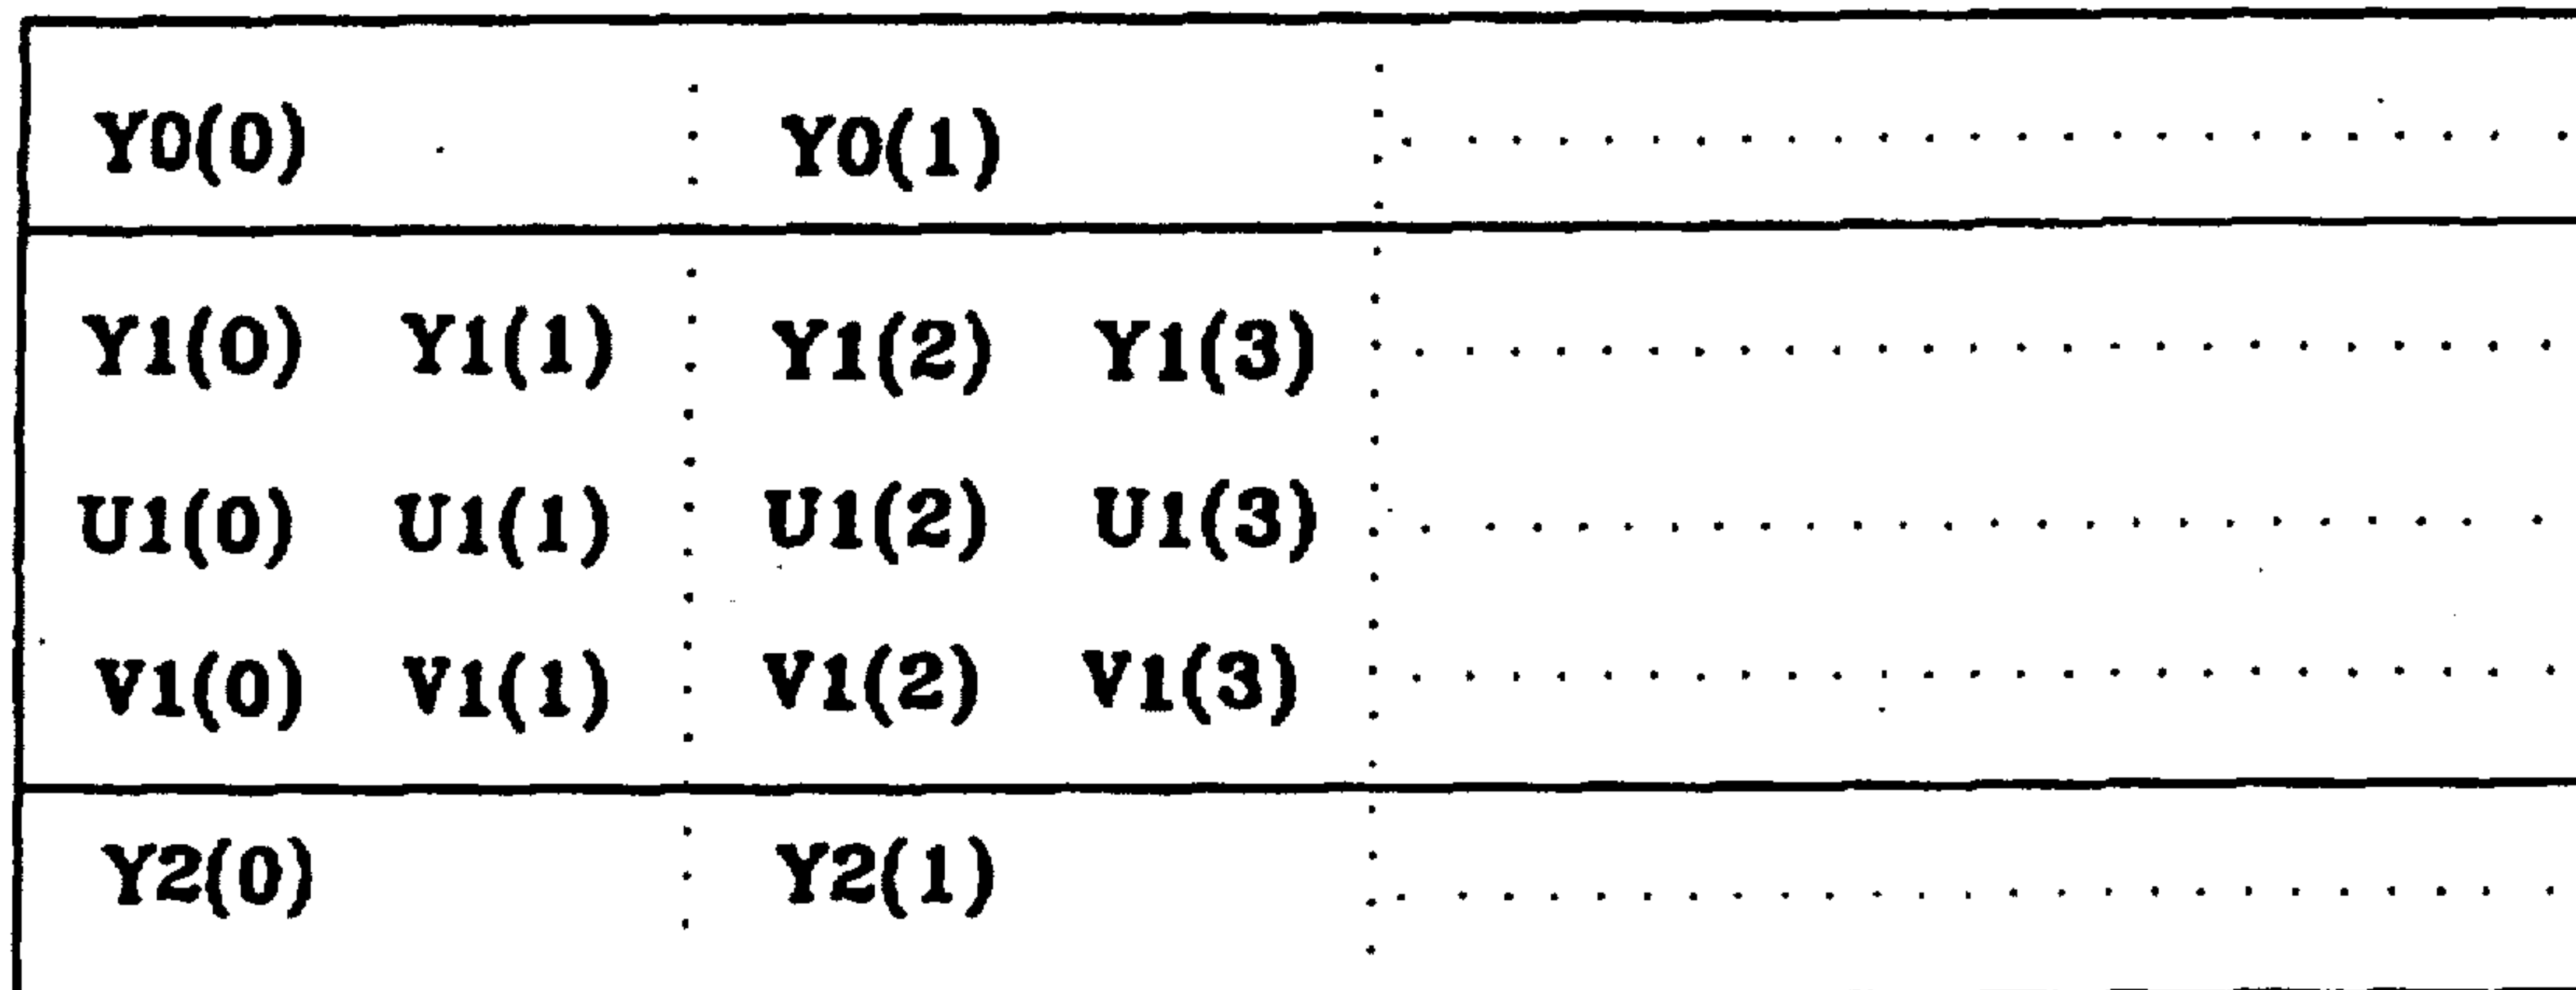 Y0(0) Y0(1)
Y1(0) Y1(1) Y1(2) Y1(3)
U1(0) U1(1) U1(2) U1(3)
V1(0) V1(1) V1(2) V1(3)
Y2(0) Y2(1)